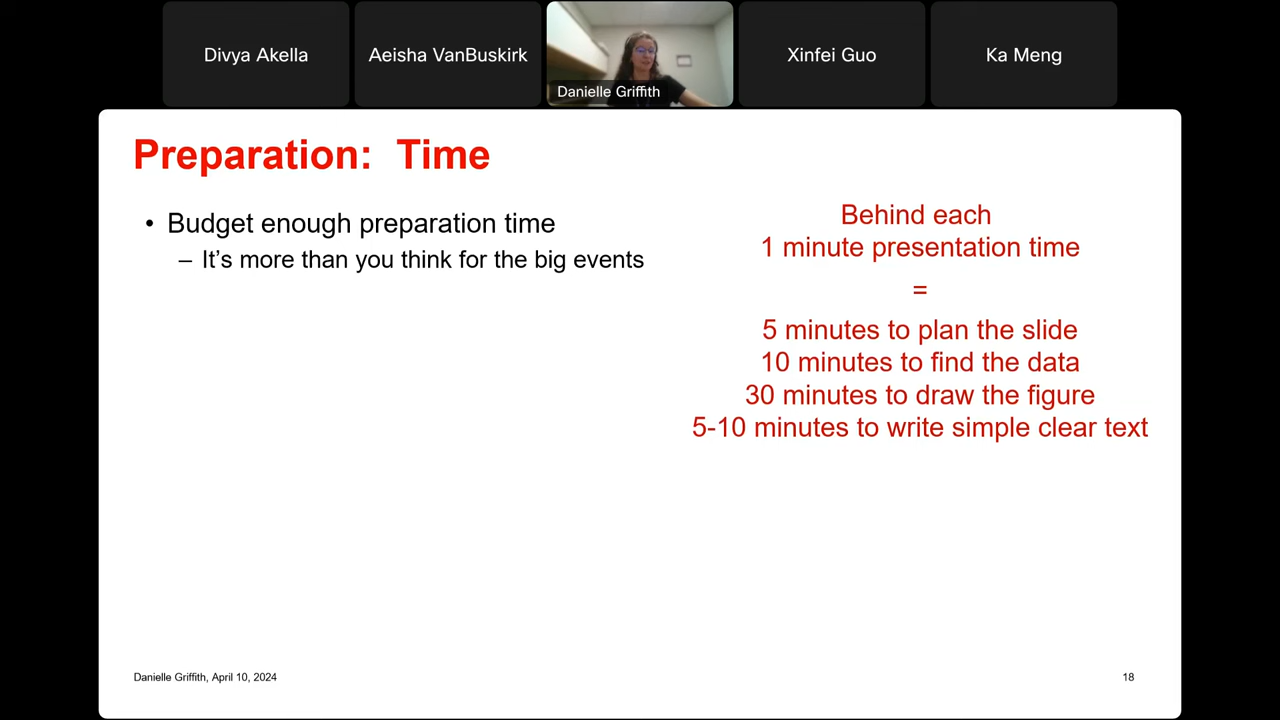 Divya Akella
Aeisha VanBuskirk
Danielle Griffith
Xinfei Guo
Ka Meng
Preparation: Time
• Budget enough preparation time
– It’s more than you think for the big events
Behind each
1 minute presentation time
=
5 minutes to plan the slide
10 minutes to find the data
30 minutes to draw the figure
5-10 minutes to write simple clear text
Danielle Griffith, April 10, 2024
18